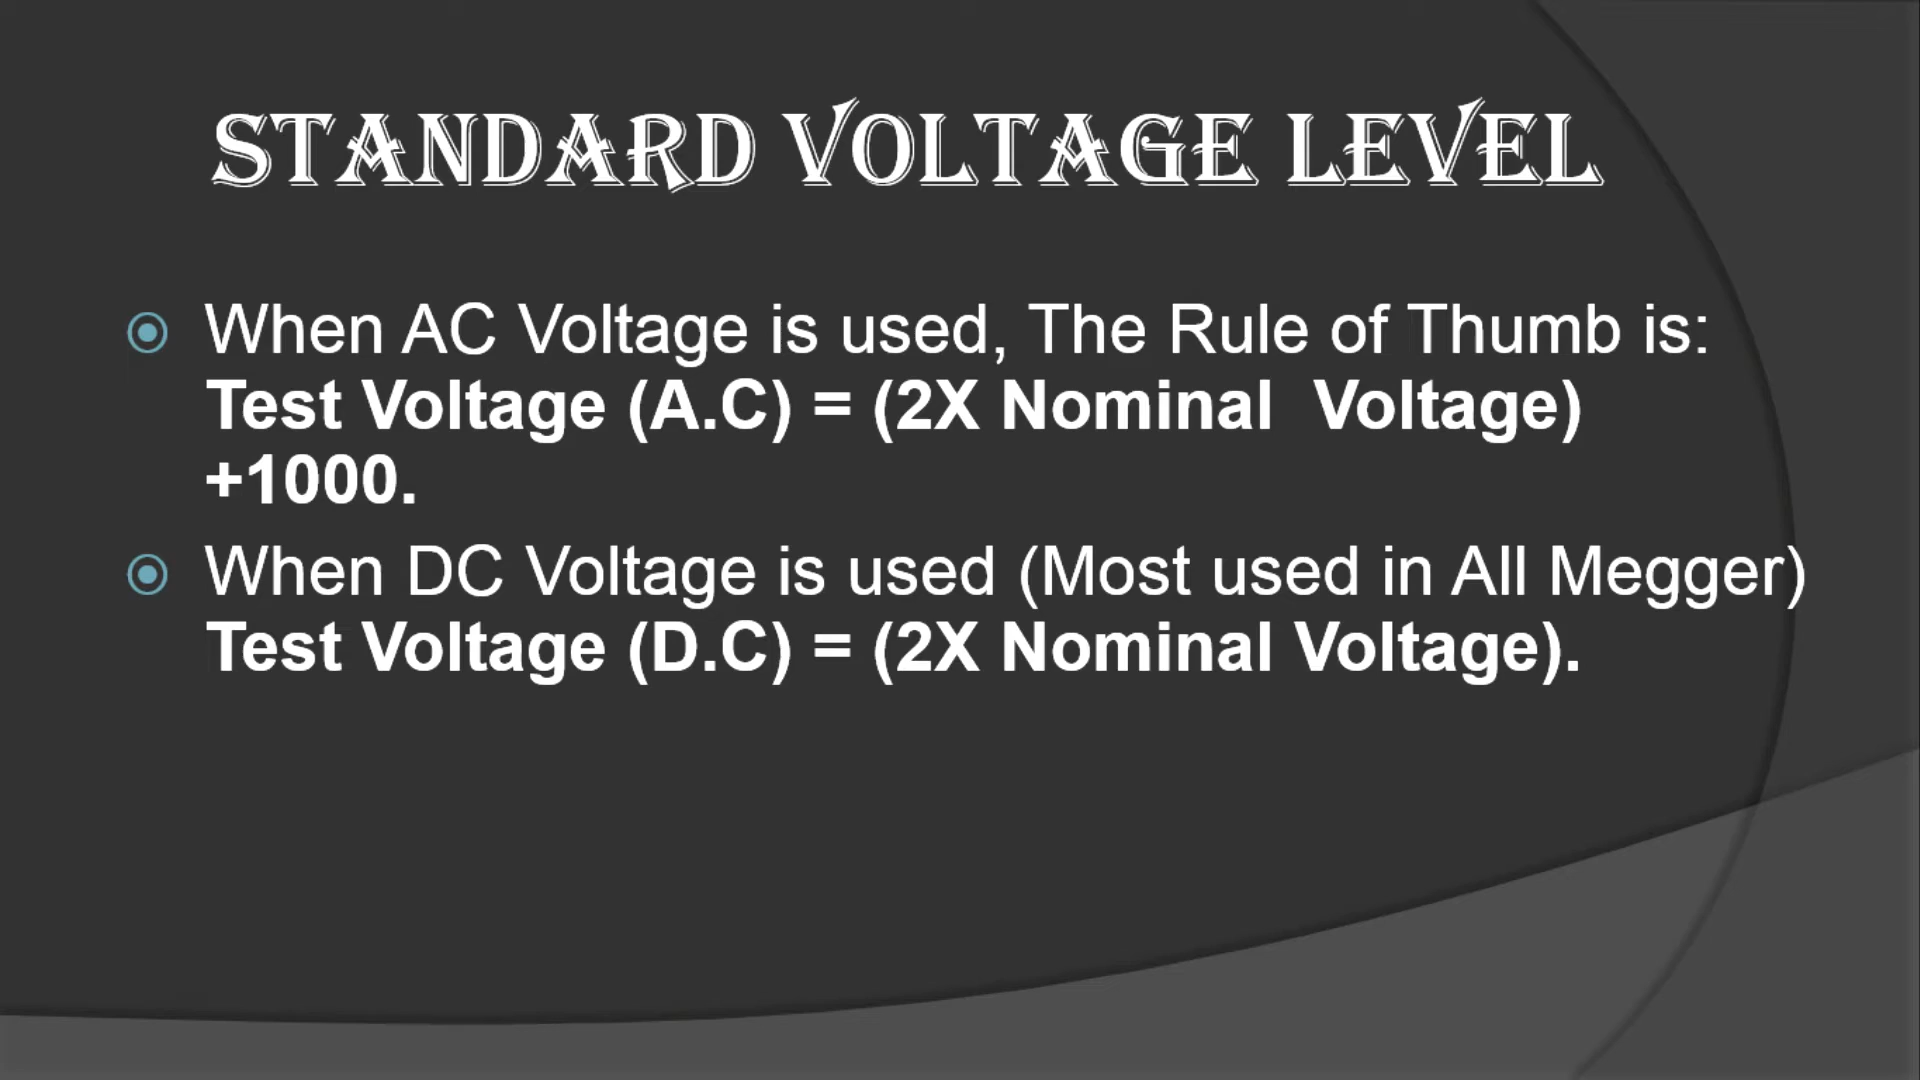 STANDARD VOLTAGE LEVEL
When AC Voltage is used, The Rule of Thumb is:
Test Voltage (A.C) = (2X Nominal  Voltage)
+1000.
When DC Voltage is used (Most used in All Megger)
Test Voltage (D.C) = (2X Nominal Voltage).